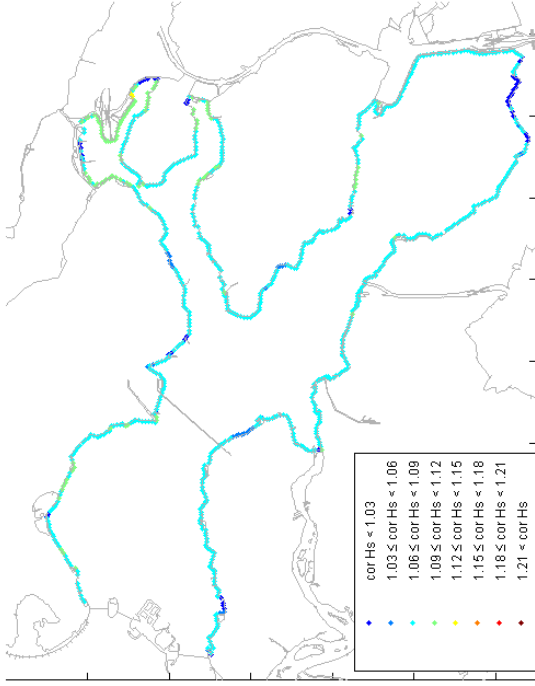 cor Hs < 1.03
1.03 ≤ cor Hs < 1.06
1.06 ≤ cor Hs < 1.09
1.09 ≤ cor Hs < 1.12
1.12 ≤ cor Hs < 1.15
1.15 ≤ cor Hs < 1.18
1.18 ≤ cor Hs < 1.21
1.21 < cor Hs